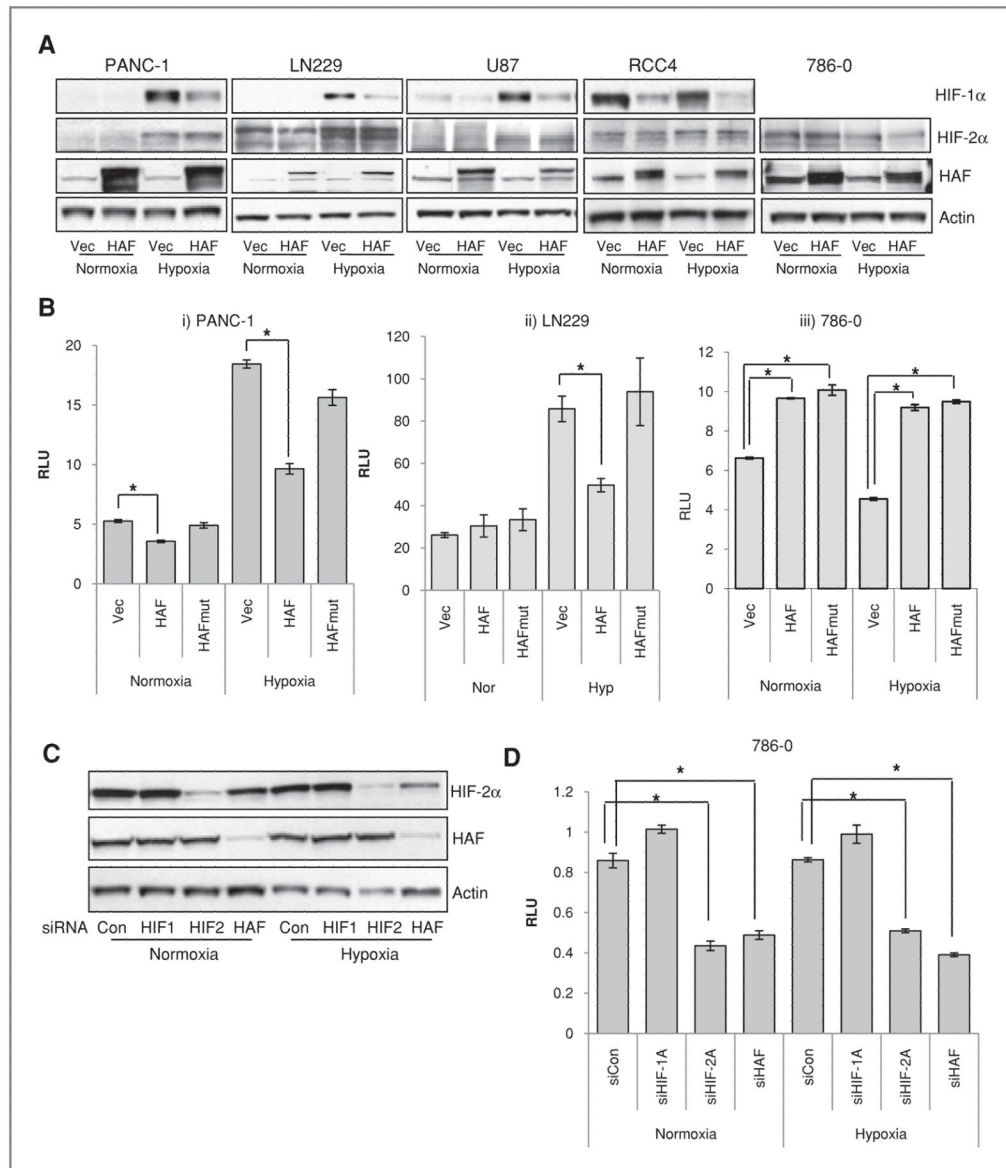 A
PANC-1 LN229 U87 RCC4 786-0
HIF-1α
HIF-2α
HAF
Actin
Vec HAF Vec HAF Vec HAF Vec HAF Vec HAF Vec HAF Vec HAF Vec HAF Vec HAF Vec HAF
Normoxia Hypoxia Normoxia Hypoxia Normoxia Hypoxia Normoxia Hypoxia Normoxia Hypoxia
B
i) PANC-1
RLU
20
15
10
5
0
*
*
Vec HAF HAFmut Vec HAF HAFmut
Normoxia Hypoxia
ii) LN229
RLU
120
100
80
60
40
20
0
*
Vec HAF HAFmut Vec HAF HAFmut
Nor Hyp
iii) 786-0
RLU
12
10
8
6
4
2
0
*
*
*
*
Vec HAF HAFmut Vec HAF HAFmut
Normoxia Hypoxia
C
HIF-2α
HAF
Actin
siRNA Con HIF1 HIF2 HAF Con HIF1 HIF2 HAF
Normoxia Hypoxia
D
786-0
RLU
1.2
1
0.8
0.6
0.4
0.2
0
*
*
*
*
siCon siHIF-1A siHIF-2A siHAF siCon siHIF-1A siHIF-2A siHAF
Normoxia Hypoxia